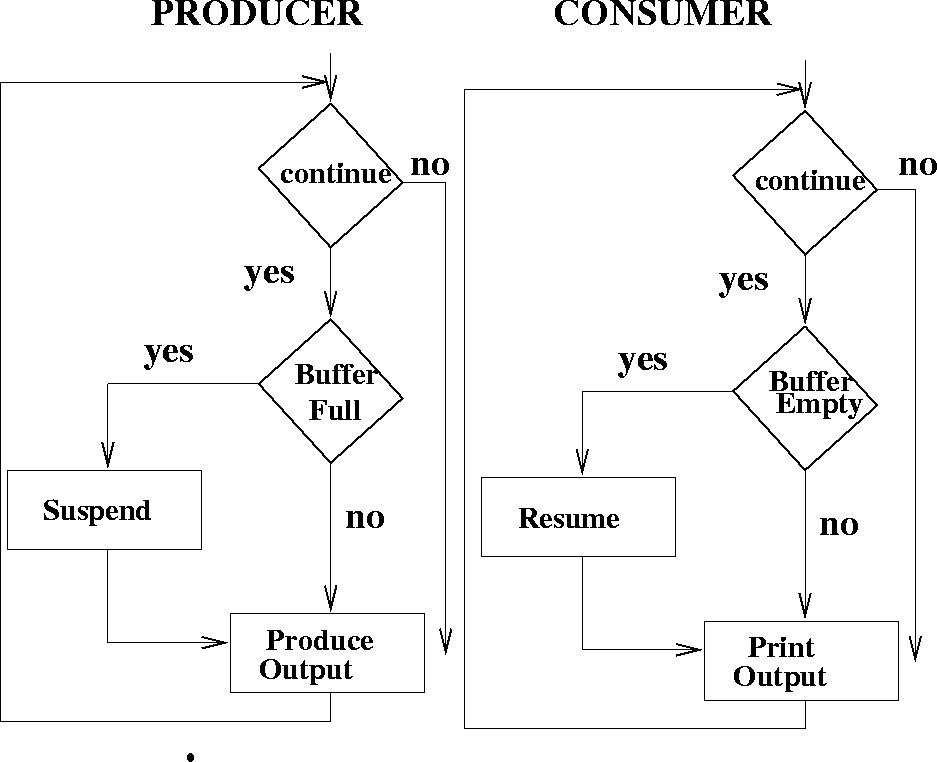 PRODUCER
continue
no
yes
Buffer
Full
yes
Suspend
no
Produce
Output
.
CONSUMER
continue
no
yes
Buffer
Empty
yes
Resume
no
Print
Output